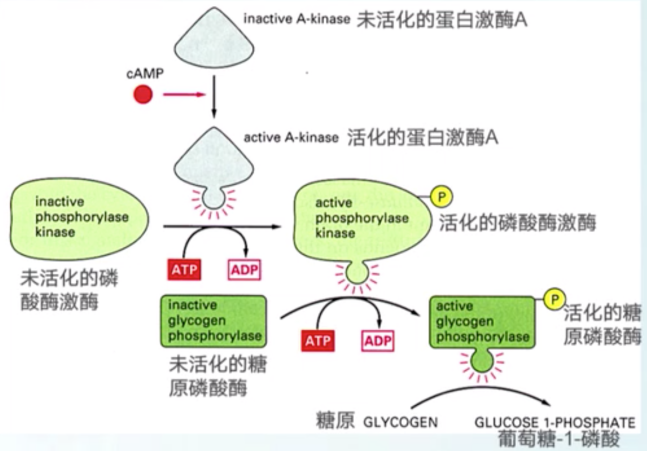 inactive A-kinase 未活化的蛋白激酶A
cAMP
active A-kinase 活化的蛋白激酶A
inactive
phosphorylase
kinase
未活化的磷
酸酶激酶
ATP
ADP
active
phosphorylase
kinase
P
活化的磷酸酶激酶
inactive
glycogen
phosphorylase
未活化的糖
原磷酸酶
ATP
ADP
active
glycogen
phosphorylase
P
活化的糖
原磷酸酶
糖原 GLYCOGEN
GLUCOSE 1-PHOSPHATE
葡萄糖-1-磷酸